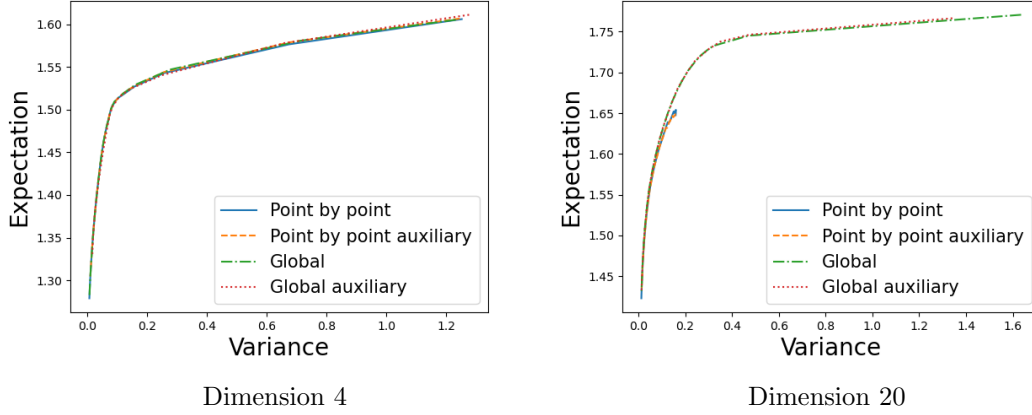 1.60
1.55
1.50
1.45
1.40
1.35
1.30
Expectation
0.0 0.2 0.4 0.6 0.8 1.0 1.2
Variance
Point by point
Point by point auxiliary
Global
Global auxiliary
Dimension 4
1.75
1.70
1.65
1.60
1.55
1.50
1.45
Expectation
0.0 0.2 0.4 0.6 0.8 1.0 1.2 1.4 1.6
Variance
Point by point
Point by point auxiliary
Global
Global auxiliary
Dimension 20